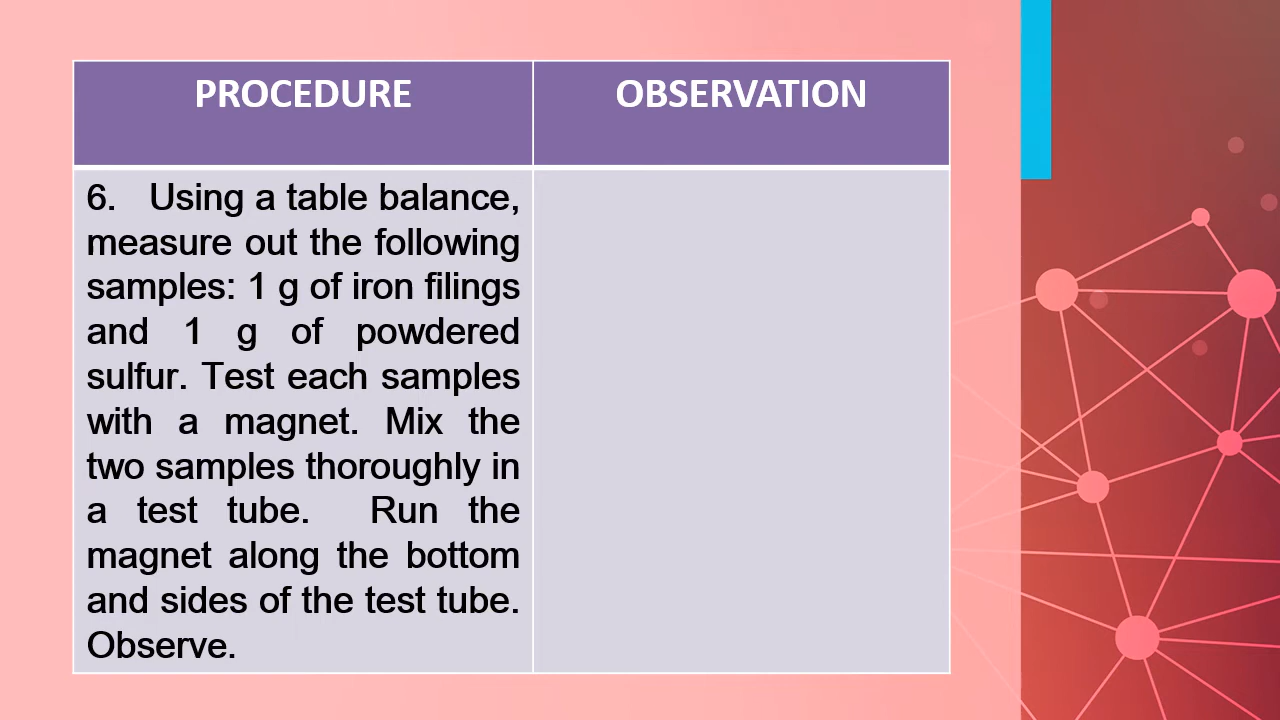 PROCEDURE
OBSERVATION
6. Using a table balance,
measure out the following
samples: 1 g of iron filings
and 1 g of powdered
sulfur. Test each samples
with a magnet. Mix the
two samples thoroughly in
a test tube. Run the
magnet along the bottom
and sides of the test tube.
Observe.